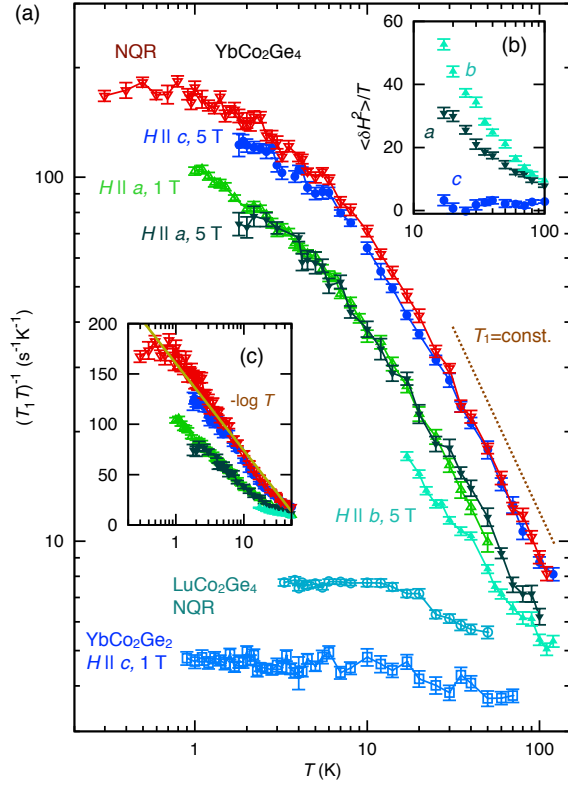 (a)
NQR
YbCo₂Ge₄
H || c, 5 T
H || a, 1 T
H || a, 5 T
H || b, 5 T
LuCo₂Ge₄
NQR
YbCo₂Ge₂
H || c, 1 T
T₁=const.
100
10
(T₁ T)⁻¹ (s⁻¹K⁻¹)
1
10
100
T (K)
(b)
60
40
20
0
<δH²>/T
b
a
c
10
100
(c)
200
150
100
50
0
-log T
1
10